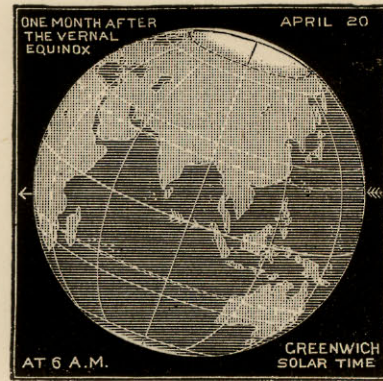 ONE MONTH AFTER
THE VERNAL
EQUINOX
APRIL 20
AT 6 A.M.
GREENWICH
SOLAR TIME